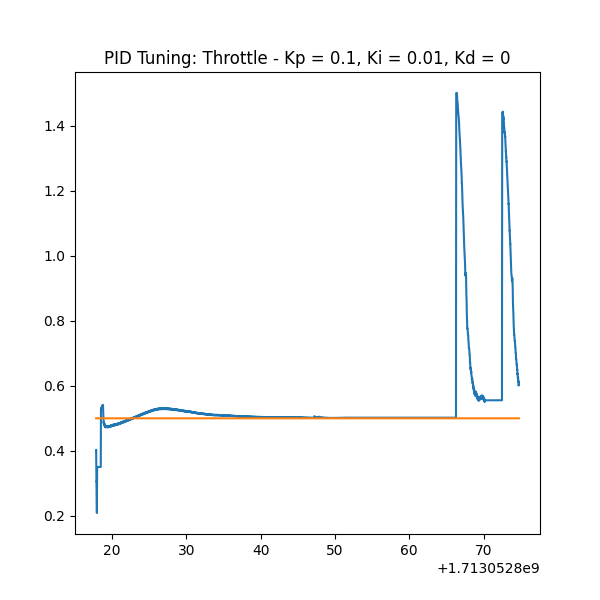 PID Tuning: Throttle - Kp = 0.1, Ki = 0.01, Kd = 0
1.4
1.2
1.0
0.8
0.6
0.4
0.2
20 30 40 50 60 70
+1.7130528e9